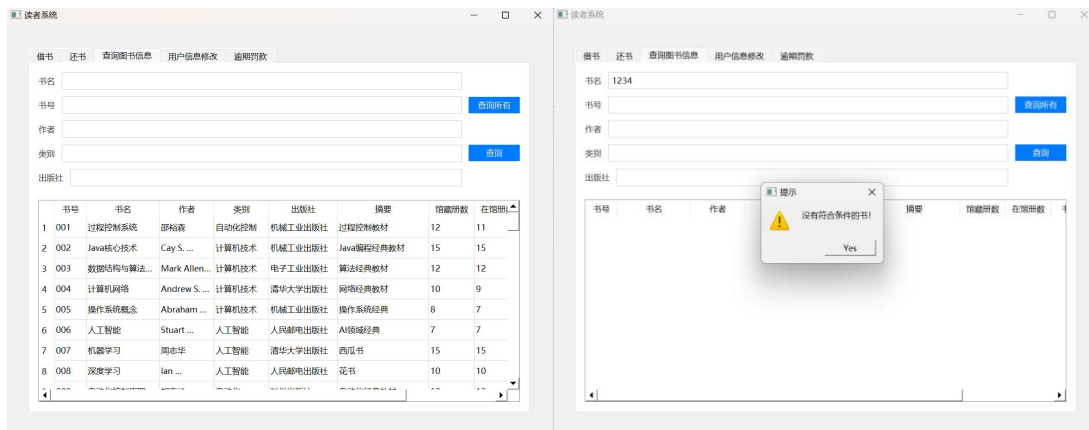 读者系统
借书 还书 查询图书信息 用户信息修改 逾期罚款
书名
书号 查询所有
作者
类别 查询
出版社
书号 书名 作者 类别 出版社 摘要 馆藏册数 在馆册
1 001 过程控制系统 邵裕森 自动化控制 机械工业出版社 过程控制教材 12 11
2 002 Java核心技术 Cay S. ... 计算机技术 机械工业出版社 Java编程经典教材 15 15
3 003 数据结构与算法... Mark Allen... 计算机技术 电子工业出版社 算法经典教材 12 12
4 004 计算机网络 Andrew S. ... 计算机技术 清华大学出版社 网络经典教材 10 9
5 005 操作系统概念 Abraham ... 计算机技术 机械工业出版社 操作系统经典 8 7
6 006 人工智能 Stuart ... 人工智能 人民邮电出版社 AI领域经典 7 7
7 007 机器学习 周志华 人工智能 清华大学出版社 西瓜书 15 15
8 008 深度学习 Ian ... 人工智能 人民邮电出版社 花书 10 10
读者系统
借书 还书 查询图书信息 用户信息修改 逾期罚款
书名 1234
书号 查询所有
作者
类别 查询
出版社
书号 书名 作者 摘要 馆藏册数 在馆册数
提示
没有符合条件的书!
Yes